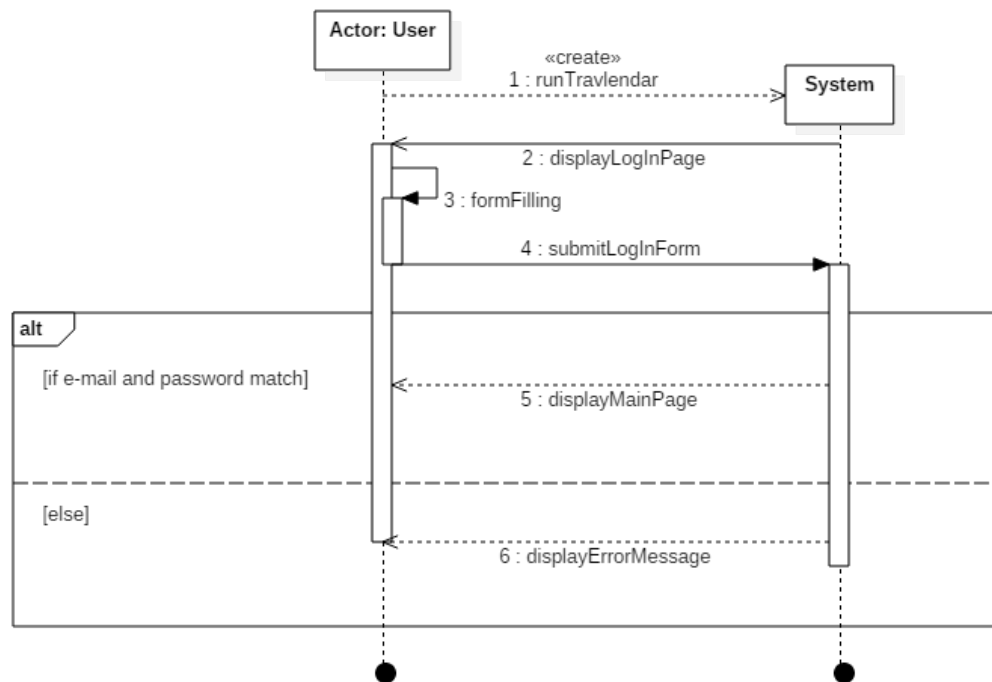 Actor: User
«create»
1 : runTravlendar
System
2 : displayLogInPage
3 : formFilling
4 : submitLogInForm
alt
[if e-mail and password match]
5 : displayMainPage
[else]
6 : displayErrorMessage